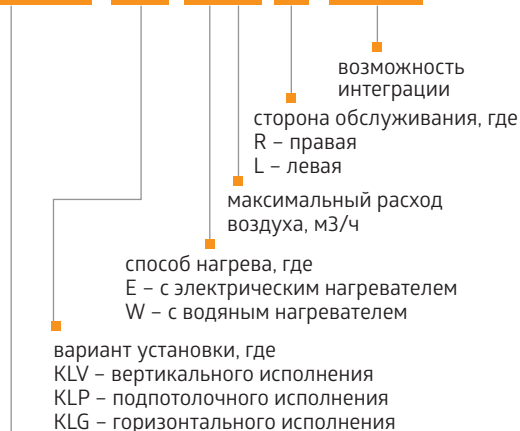 возможность
интеграции
сторона обслуживания, где
R – правая
L – левая
максимальный расход
воздуха, м3/ч
способ нагрева, где
E – с электрическим нагревателем
W – с водяным нагревателем
вариант установки, где
KLV – вертикального исполнения
KLP – подпотолочного исполнения
KLG – горизонтального исполнения